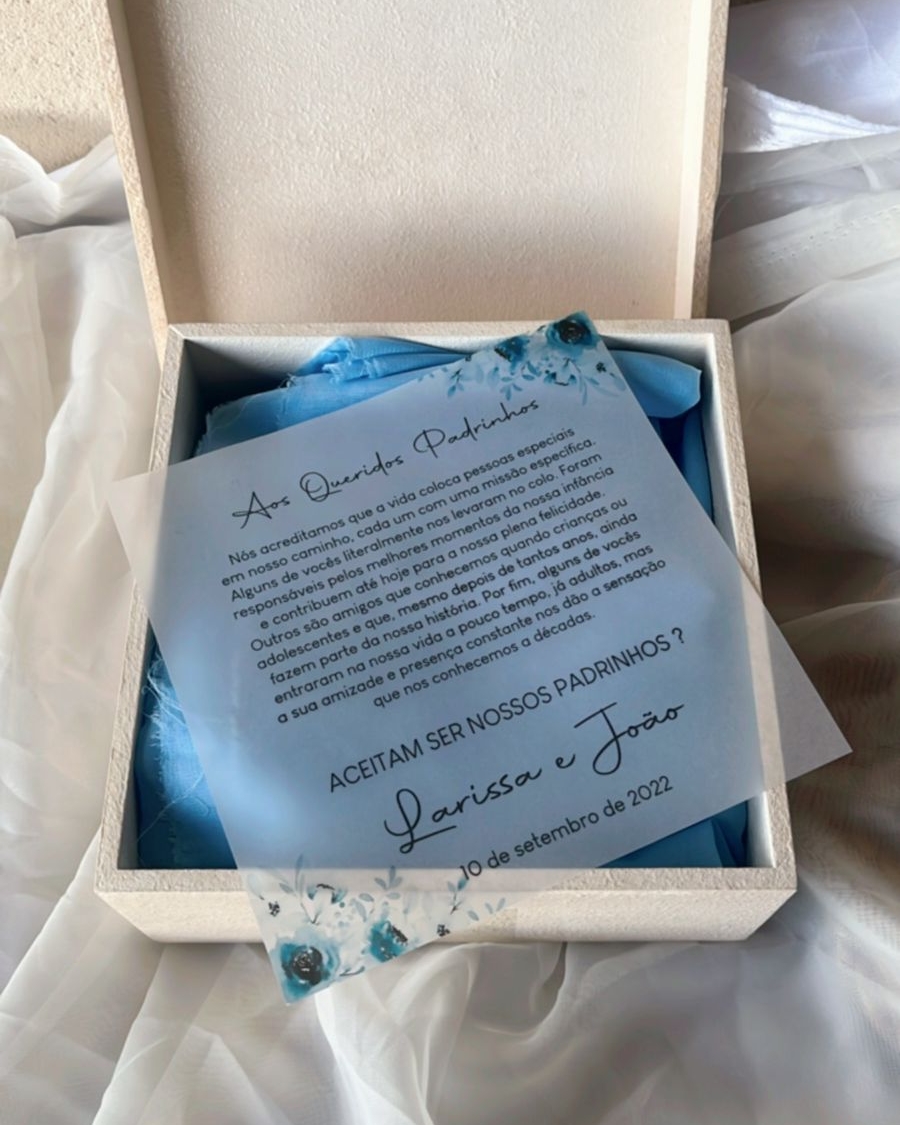 Aos Queridos Padrinhos
Nós acreditamos que a vida coloca pessoas especiais
em nosso caminho, cada um com uma missão específica.
Alguns de vocês literalmente nos levaram no colo. Foram
responsáveis pelos melhores momentos da nossa infância
e contribuem até hoje para a nossa plena felicidade.
Outros são amigos que conhecemos quando crianças ou
adolescentes e que, mesmo depois de tantos anos, ainda
fazem parte da nossa história. Por fim, alguns de vocês
entraram na nossa vida a pouco tempo, já adultos, mas
a sua amizade e presença constante nos dão a sensação
que nos conhecemos a décadas.
ACEITAM SER NOSSOS PADRINHOS ?
Larissa e João
10 de setembro de 2022